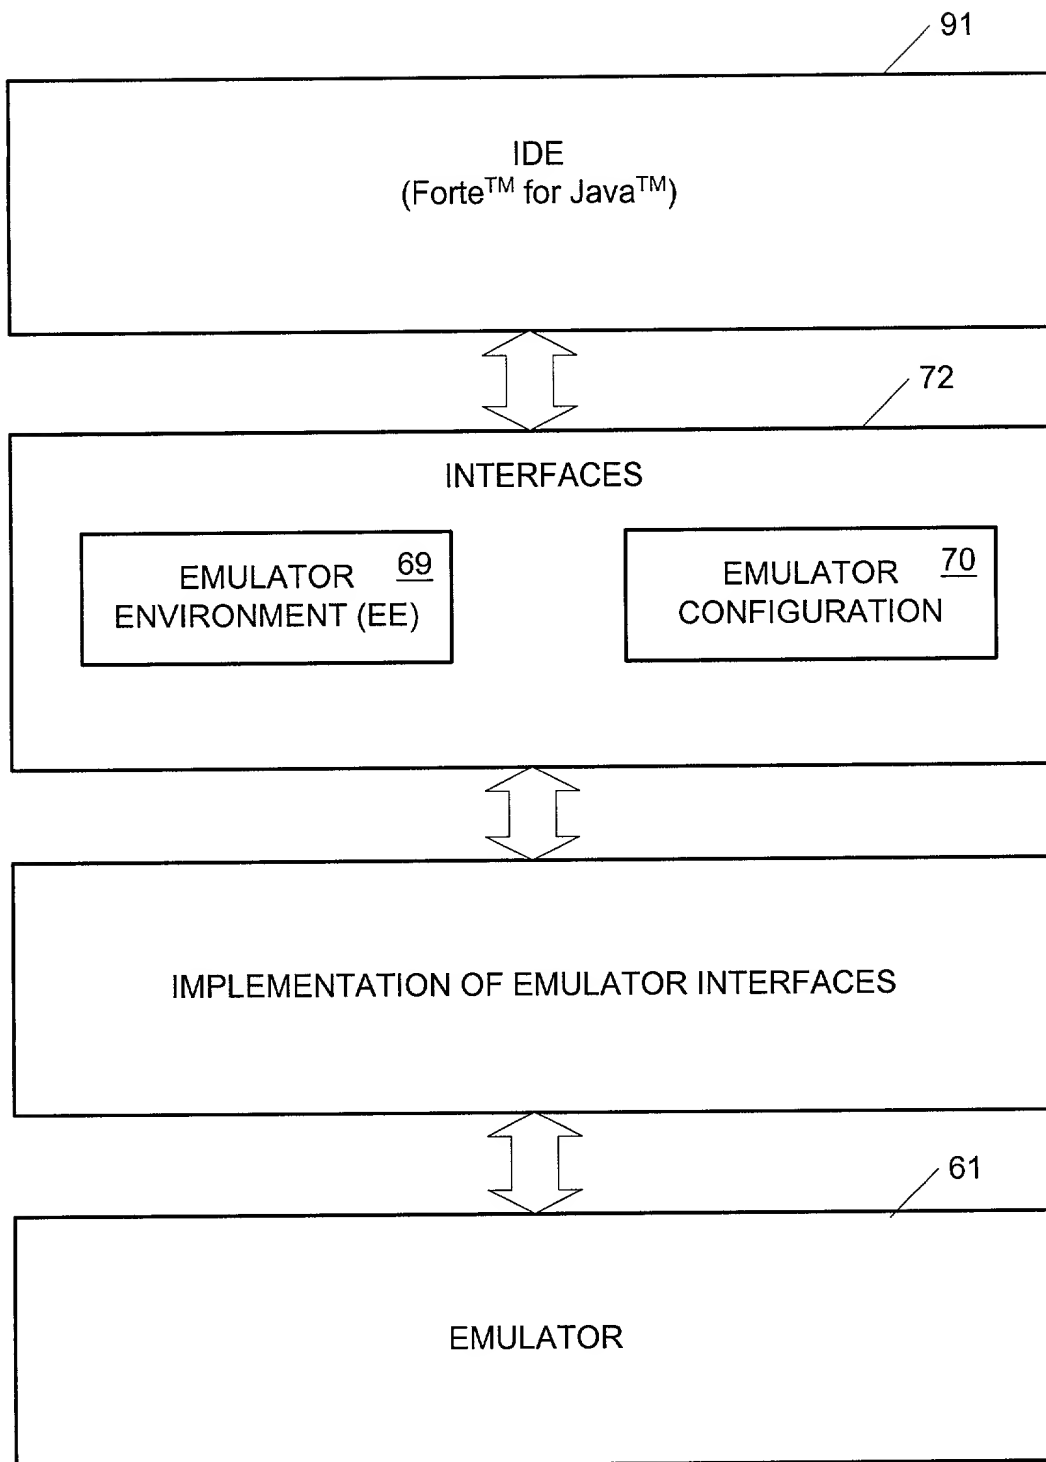 91
IDE
(Forte™ for Java™)
72
INTERFACES
EMULATOR 69
ENVIRONMENT (EE)
EMULATOR 70
CONFIGURATION
IMPLEMENTATION OF EMULATOR INTERFACES
61
EMULATOR